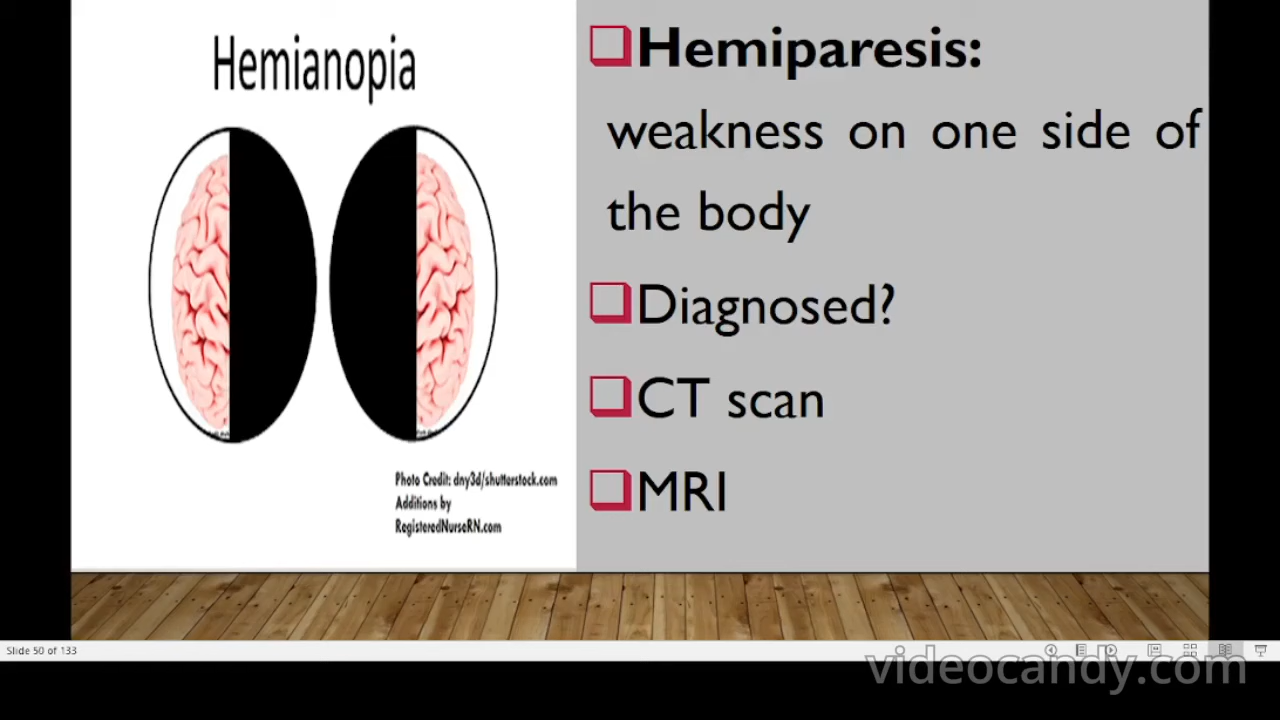 Hemianopia
Photo Credit: dny3d/shutterstock.com
Additions by
RegisteredNurseRN.com
Hemiparesis:
weakness on one side of
the body
Diagnosed?
CT scan
MRI
Slide 50 of 133
videocandy.com